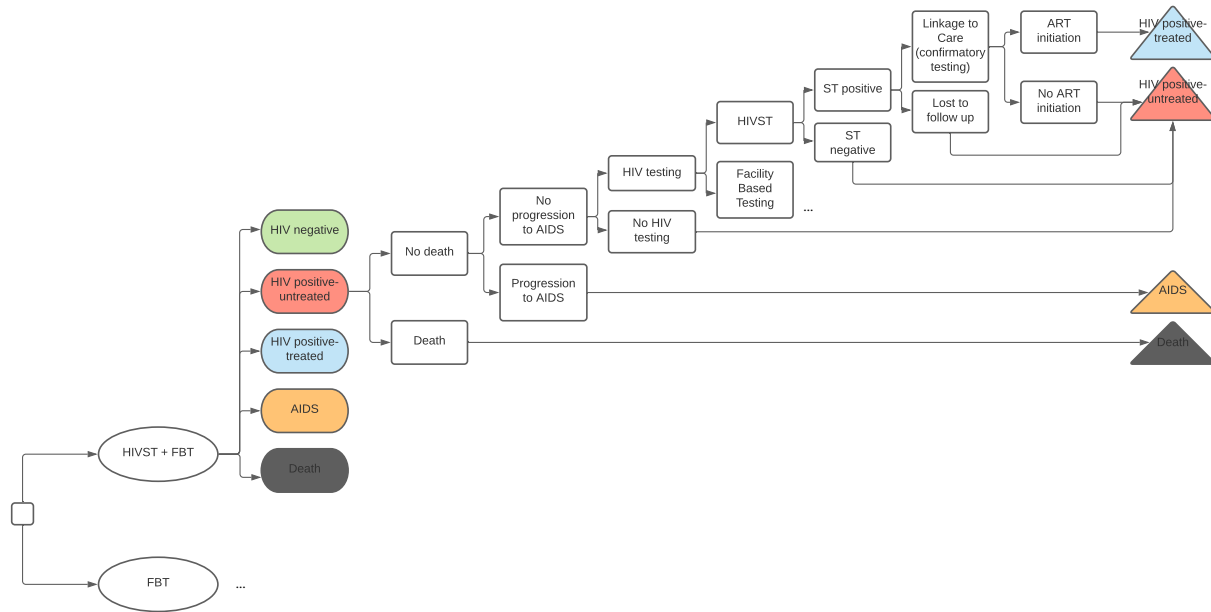 HIV positive-
treated
Linkage to
Care
(confirmatory
testing)
ART
initiation
HIV positive-
untreated
ST positive
Lost to
follow up
No ART
initiation
HIVST
ST
negative
HIV testing
Facility
Based
Testing
...
No
progression
to AIDS
No HIV
testing
HIV negative
No death
HIV positive-
untreated
Progression
to AIDS
AIDS
Death
Death
HIV positive-
treated
AIDS
HIVST + FBT
Death
FBT
...